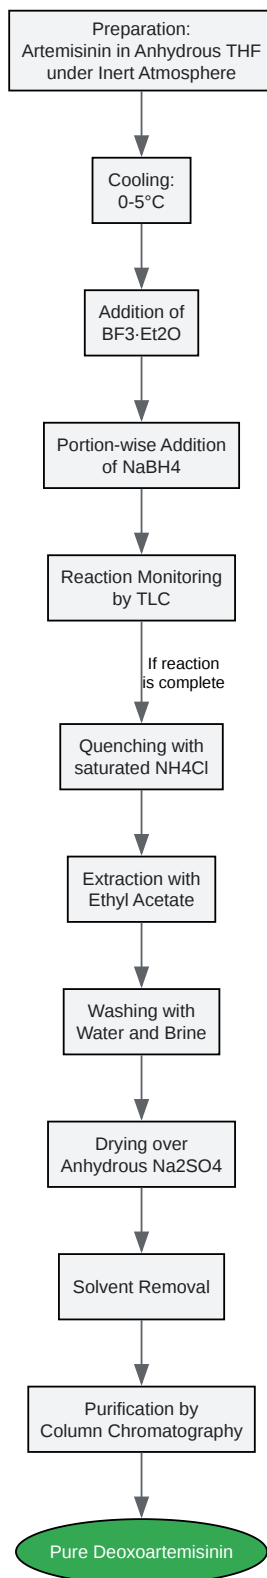 Preparation:
Artemisinin in Anhydrous THF
under Inert Atmosphere
Cooling:
0-5°C
Addition of
BF3·Et2O
Portion-wise Addition
of NaBH4
Reaction Monitoring
by TLC
If reaction
is complete
Quenching with
saturated NH4Cl
Extraction with
Ethyl Acetate
Washing with
Water and Brine
Drying over
Anhydrous Na2SO4
Solvent Removal
Purification by
Column Chromatography
Pure Deoxoartemisinin